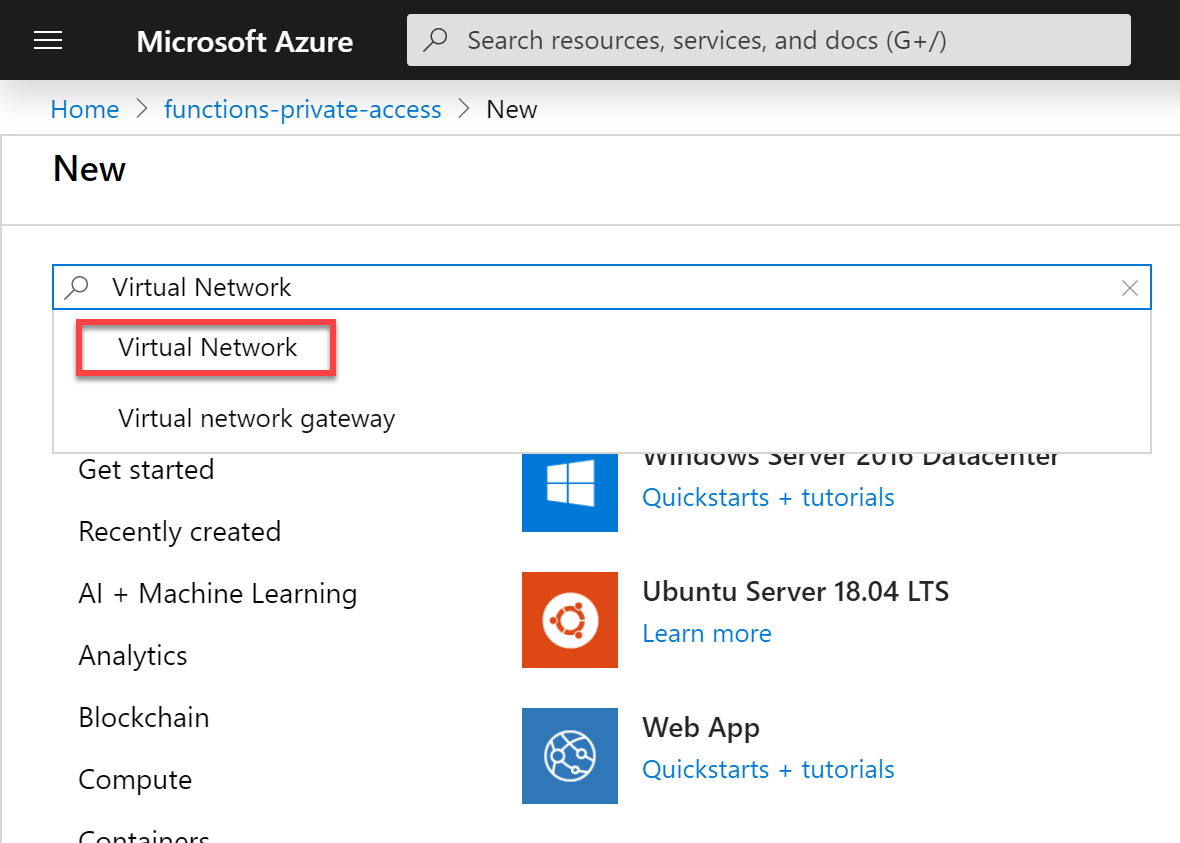 Microsoft Azure
Search resources, services, and docs (G+/)
Home > functions-private-access > New
New
Virtual Network
Virtual Network
Virtual network gateway
Get started
Recently created
AI + Machine Learning
Analytics
Blockchain
Compute
Containers
Windows Server 2016 Datacenter
Quickstarts + tutorials
Ubuntu Server 18.04 LTS
Learn more
Web App
Quickstarts + tutorials